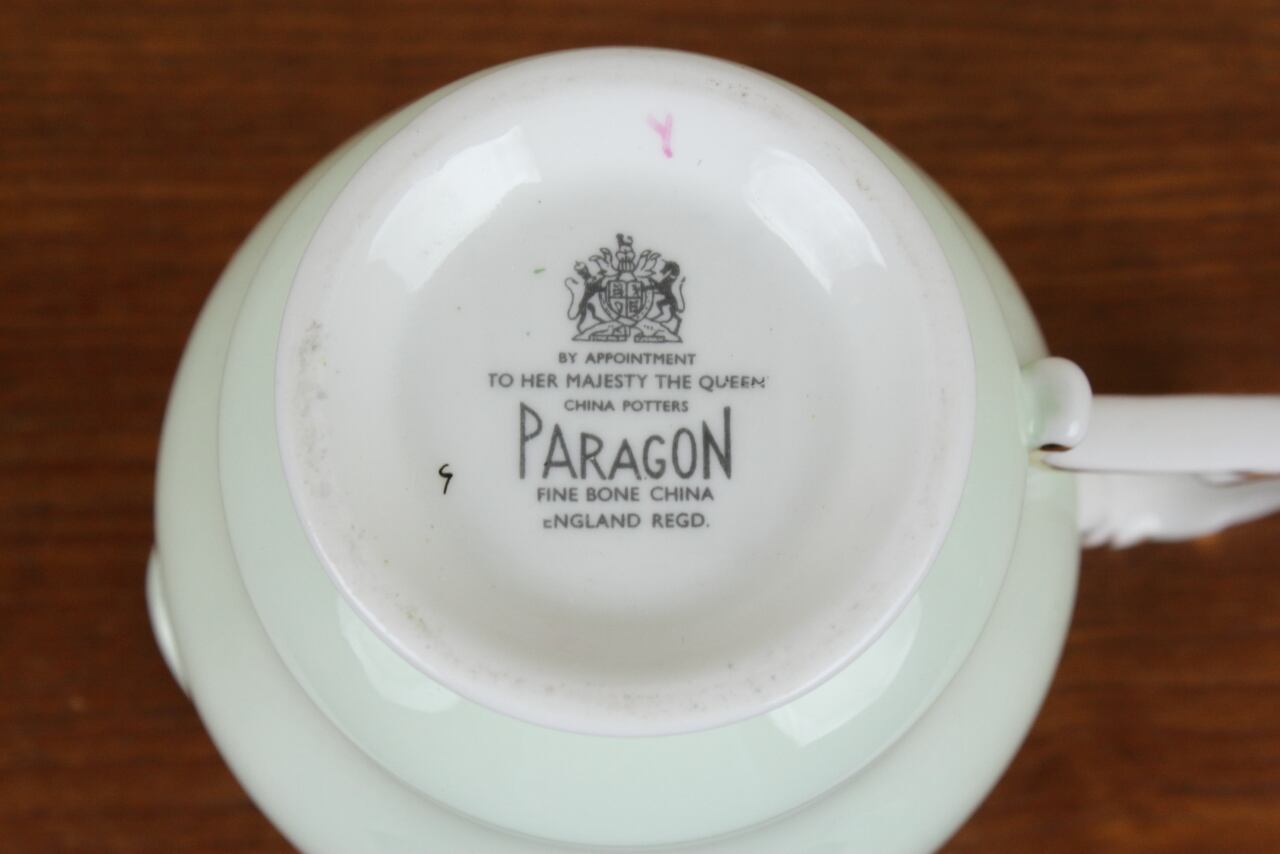 Y
BY APPOINTMENT
TO HER MAJESTY THE QUEEN
CHINA POTTERS
PARAGON
FINE BONE CHINA
ENGLAND REGD.